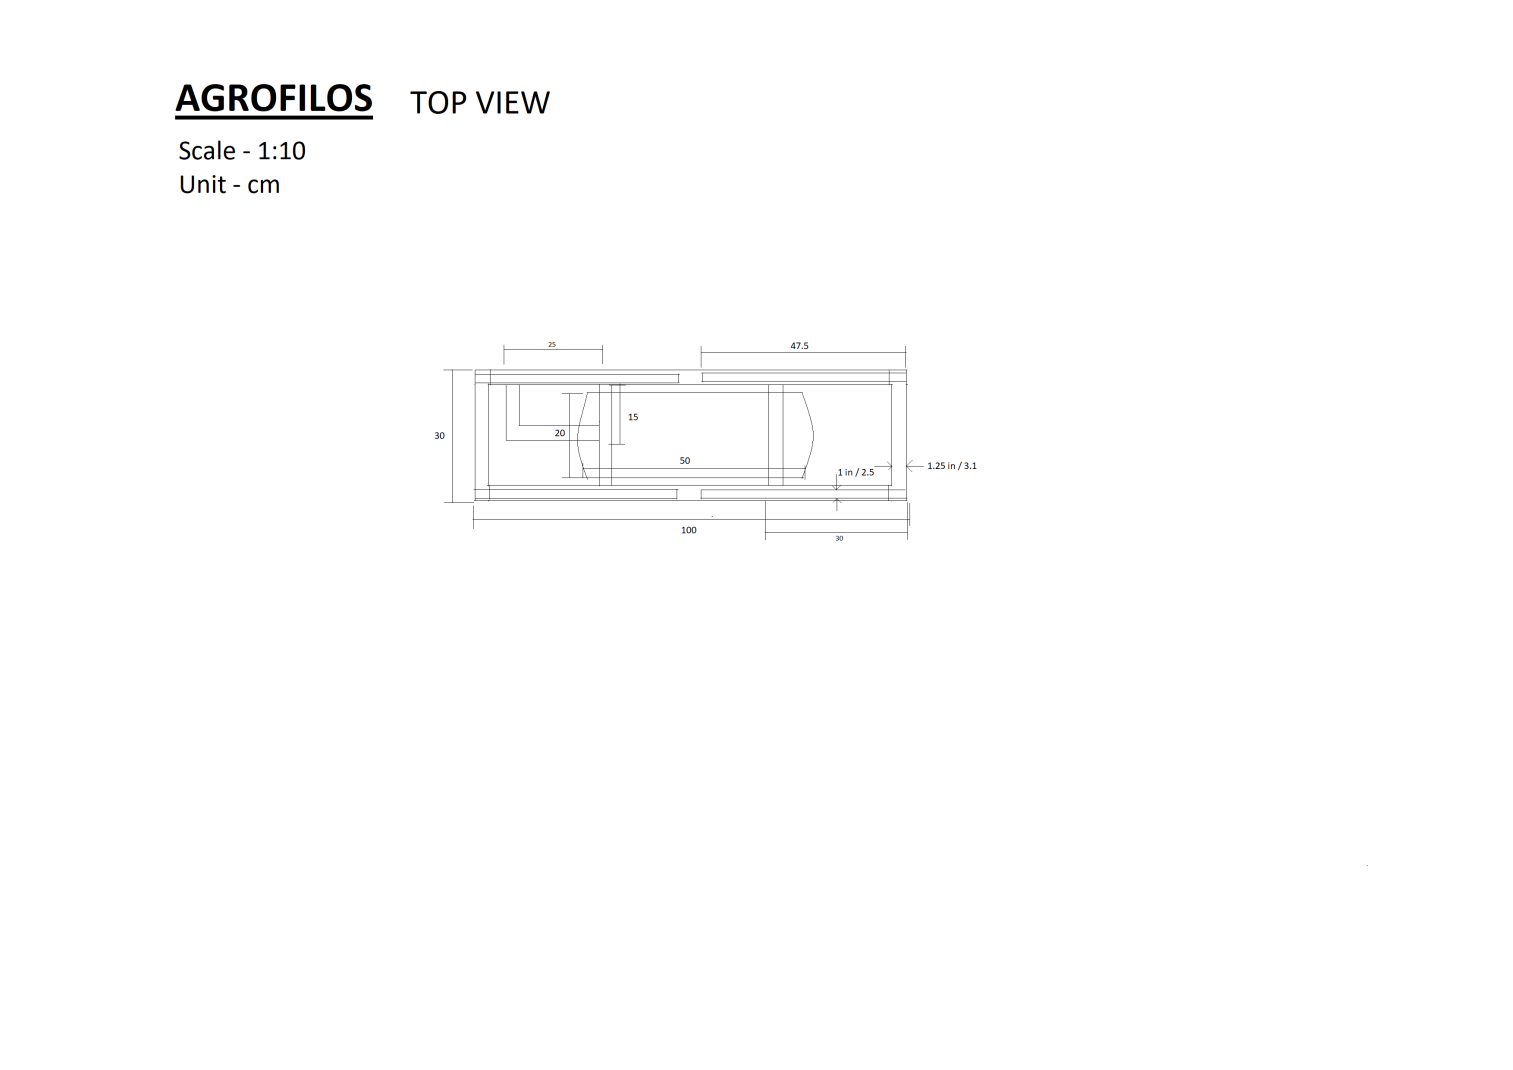 AGROFILOS TOP VIEW
Scale - 1:10
Unit - cm
25
47.5
15
20
30
50
1 in / 2.5
1.25 in / 3.1
100
30